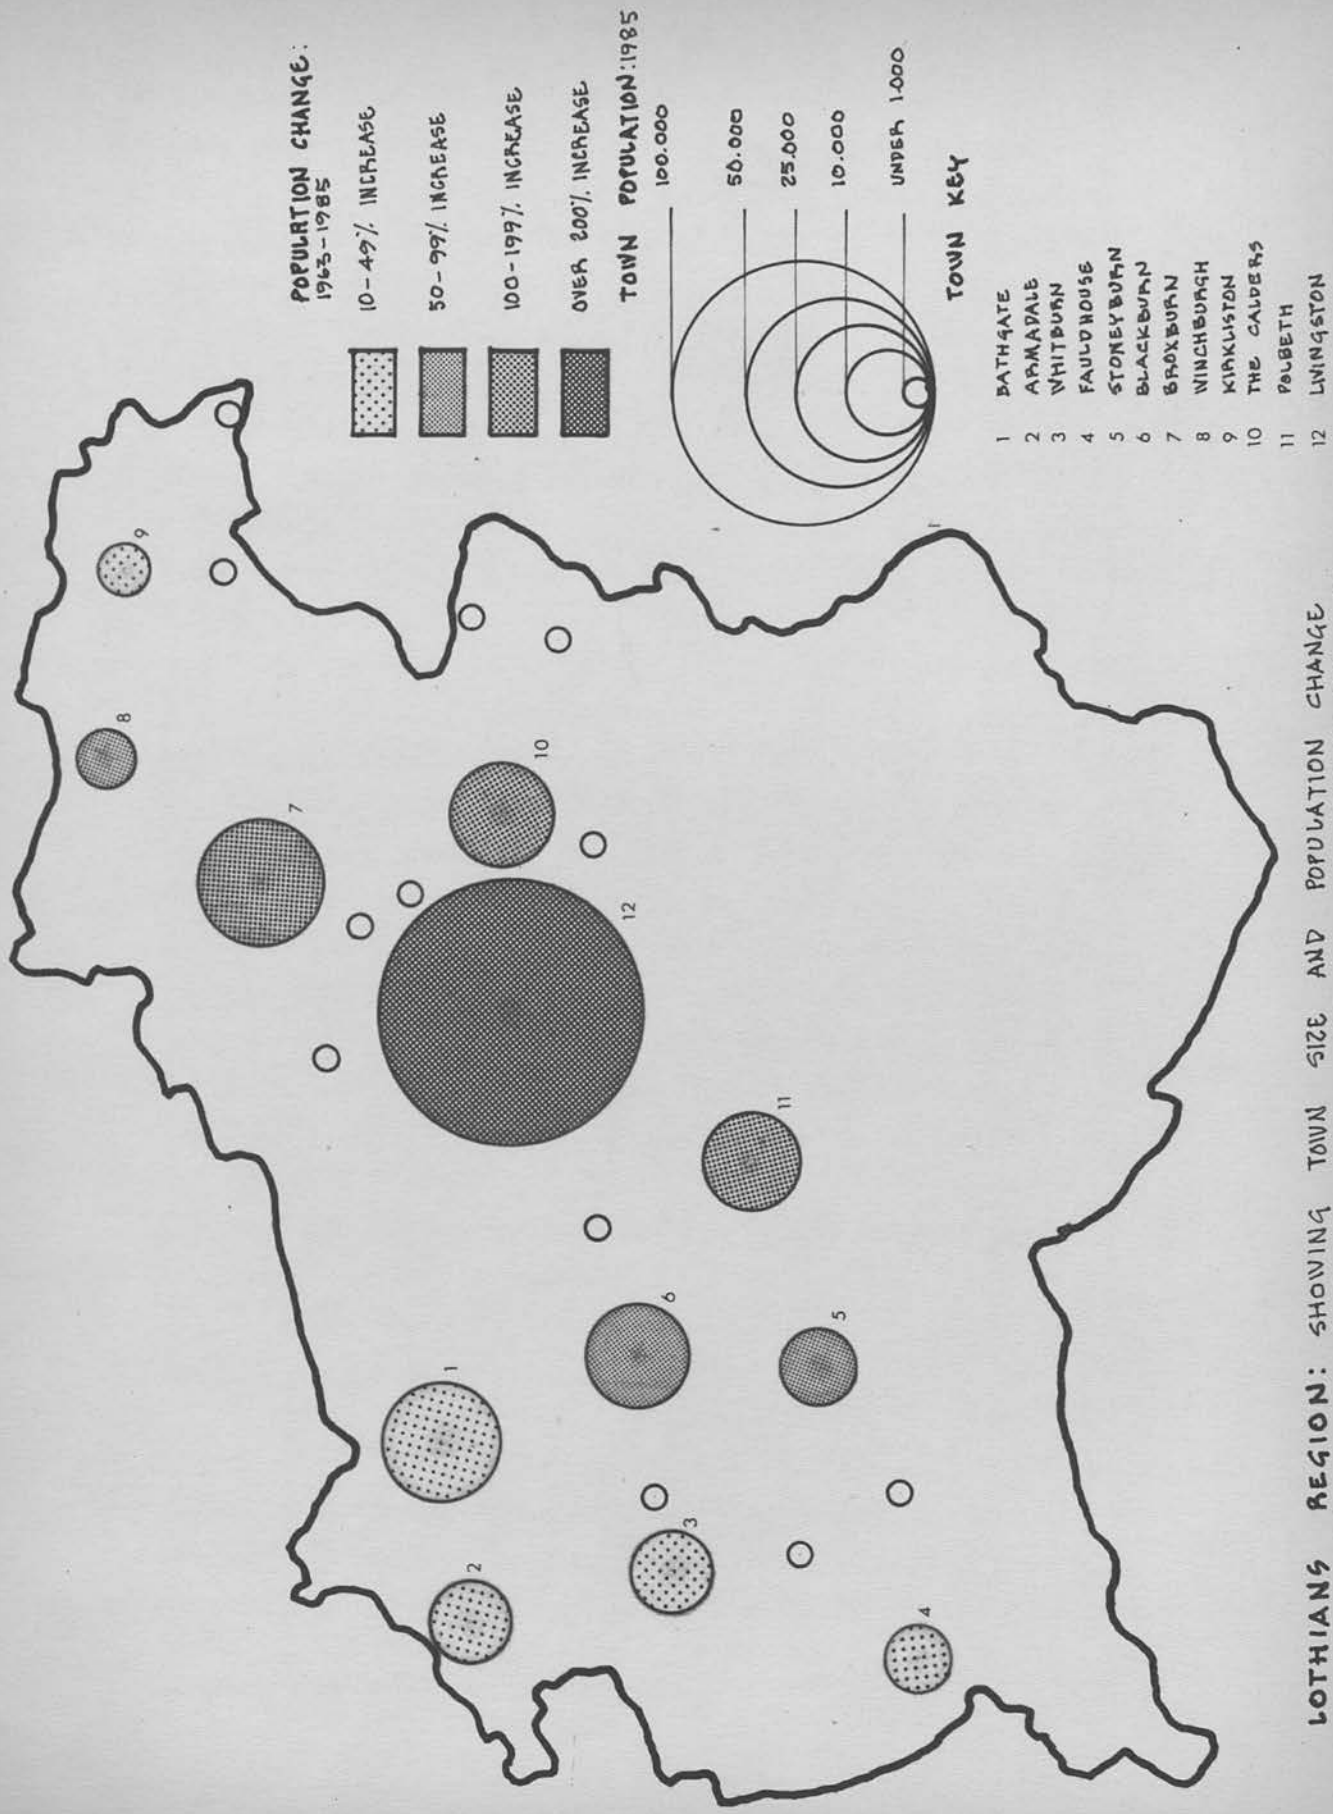 POPULATION CHANGE:
1963-1985
10-49% INCREASE
50-99% INCREASE
100-199% INCREASE
OVER 200% INCREASE
TOWN POPULATION:1985
100.000
50.000
25.000
10.000
UNDER 1.000
TOWN KEY
1 BATHGATE
2 ARMADALE
3 WHITBURN
4 FAULDHOUSE
5 STONEYBURN
6 BLACKBURN
7 BROXBURN
8 WINCHBURGH
9 KIRKLISTON
10 THE CALDERS
11 POLBETH
12 LIVINGSTON
9
8
7
10
12
11
6
5
1
3
2
4
LOTHIANS REGION: SHOWING TOWN SIZE AND POPULATION CHANGE